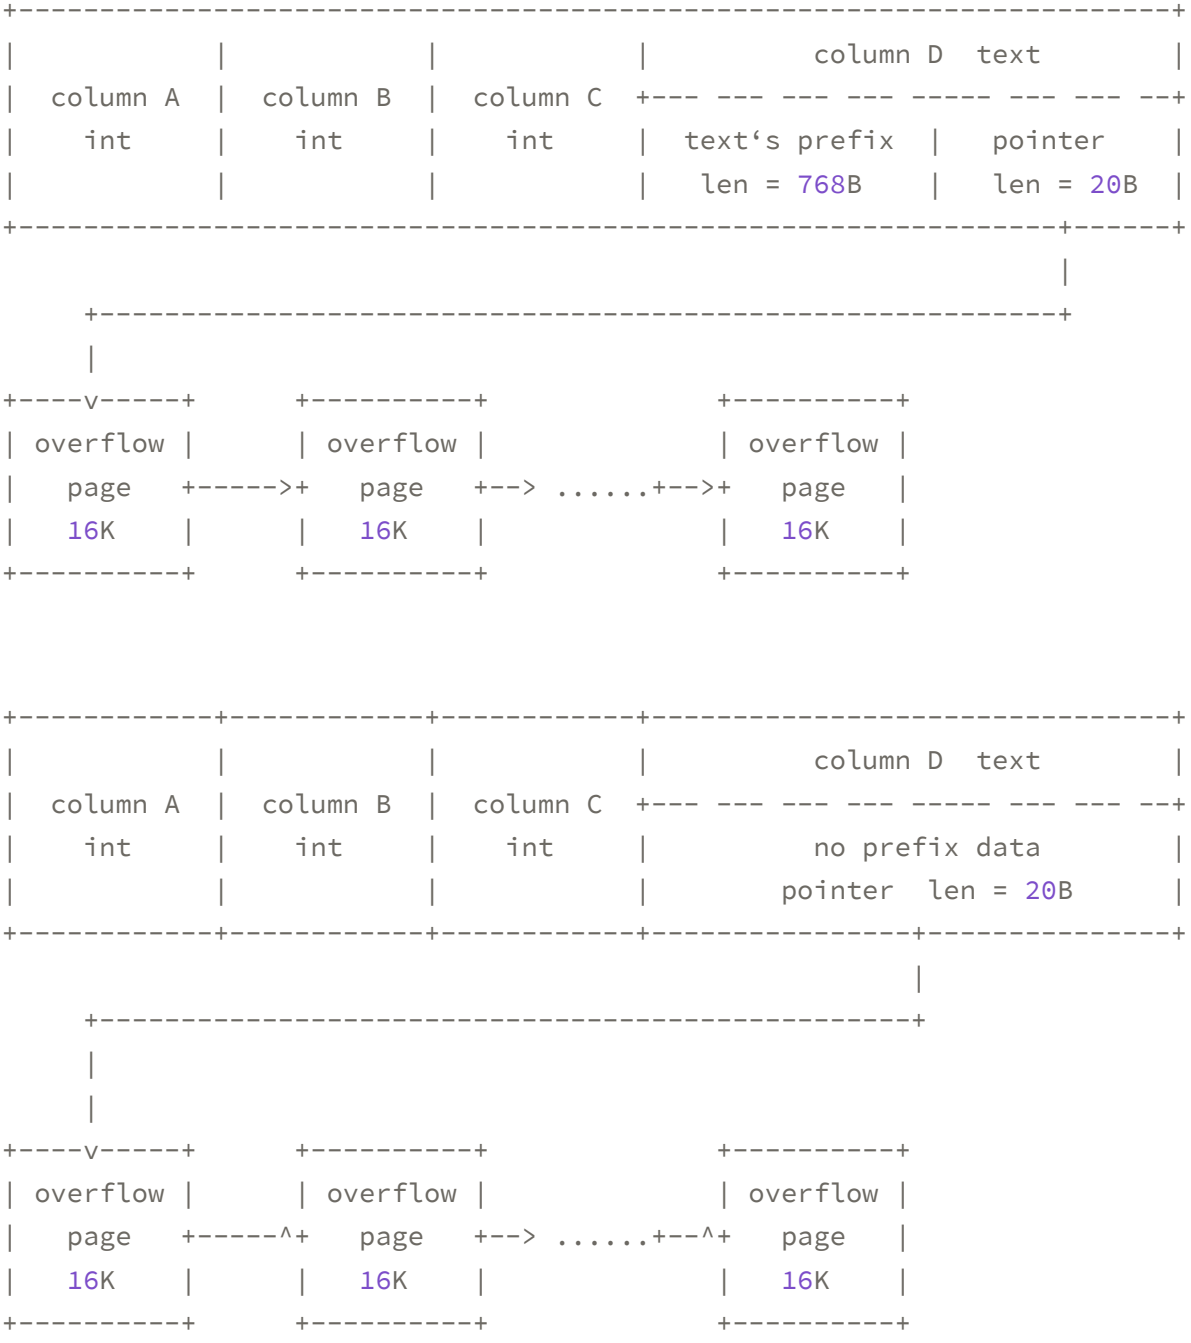 +-----------------------------------------------------------------------+
|            |            |            |          column D  text        |
|  column A  |  column B  |  column C  +--- --- --- --- ----- --- --- --+
|    int     |    int     |    int     |  text‘s prefix  |   pointer    |
|            |            |            |   len = 768B    |   len = 20B  |
+-----------------------------------------------------------------+------+
|
+-----------------------------------------------------------+
|
+----v-----+      +----------+              +----------+
| overflow |      | overflow |              | overflow |
|   page   +----->+   page   +--> ......+-->+   page   |
|   16K    |      |   16K    |              |   16K    |
+----------+      +----------+              +----------+
+------------+------------+------------+--------------------------------+
|            |            |            |          column D  text        |
|  column A  |  column B  |  column C  +--- --- --- --- ----- --- --- --+
|    int     |    int     |    int     |          no prefix data        |
|            |            |            |        pointer  len = 20B      |
+------------+------------+------------+----------------+---------------+
|
+--------------------------------------------------+
|
|
+----v-----+      +----------+              +----------+
| overflow |      | overflow |              | overflow |
|   page   +-----^+   page   +--> ......+--^+   page   |
|   16K    |      |   16K    |              |   16K    |
+----------+      +----------+              +----------+